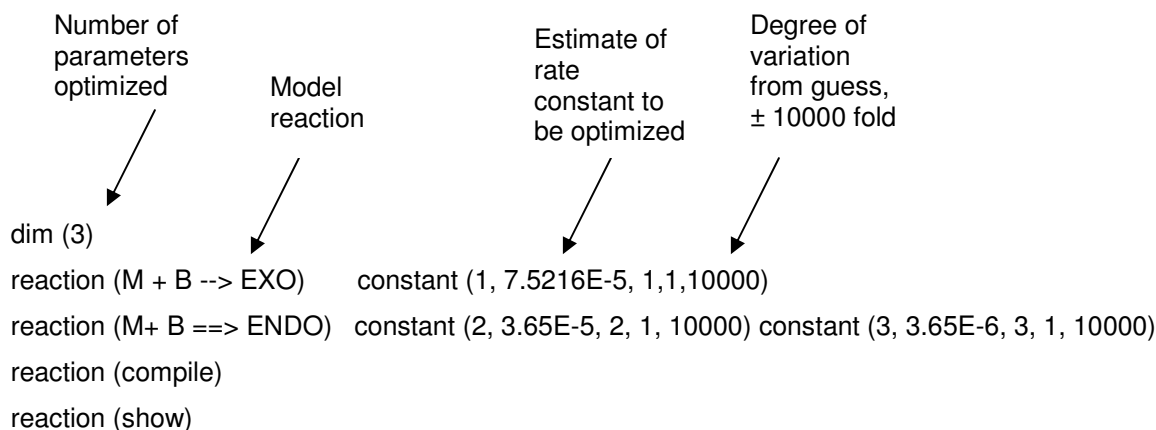 Number of
parameters
optimized
Model
reaction
Estimate of
rate
constant to
be optimized
Degree of
variation
from guess,
± 10000 fold
dim (3)
reaction (M + B --> EXO) constant (1, 7.5216E-5, 1,1,10000)
reaction (M+ B ==> ENDO) constant (2, 3.65E-5, 2, 1, 10000) constant (3, 3.65E-6, 3, 1, 10000)
reaction (compile)
reaction (show)